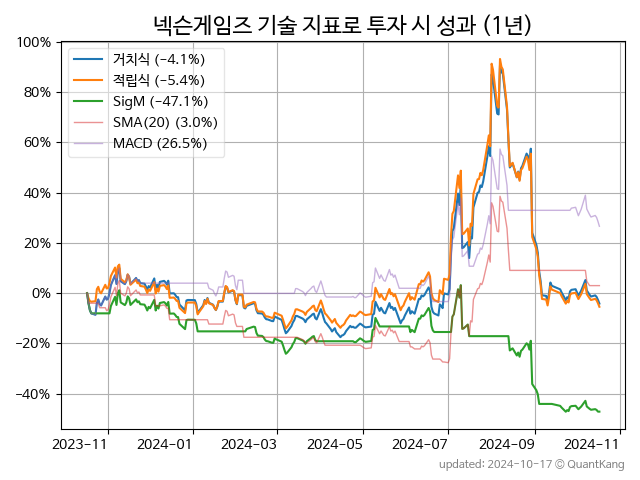 넥슨게임즈 기술 지표로 투자 시 성과 (1년)
100%
80%
60%
40%
20%
0%
−20%
−40%
거치식 (−4.1%)
적립식 (−5.4%)
SigM (−47.1%)
SMA(20) (3.0%)
MACD (26.5%)
2023-11 2024-01 2024-03 2024-05 2024-07 2024-09 2024-11
updated: 2024-10-17 © QuantKang